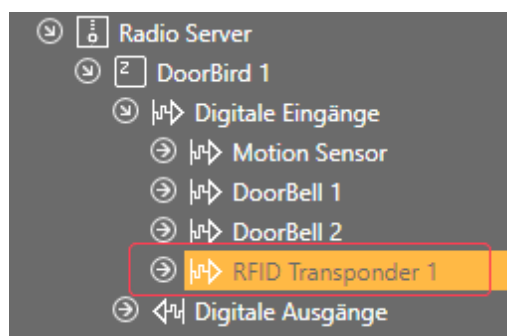 Radio Server
DoorBird 1
Digitale Eingänge
Motion Sensor
DoorBell 1
DoorBell 2
RFID Transponder 1
Digitale Ausgänge